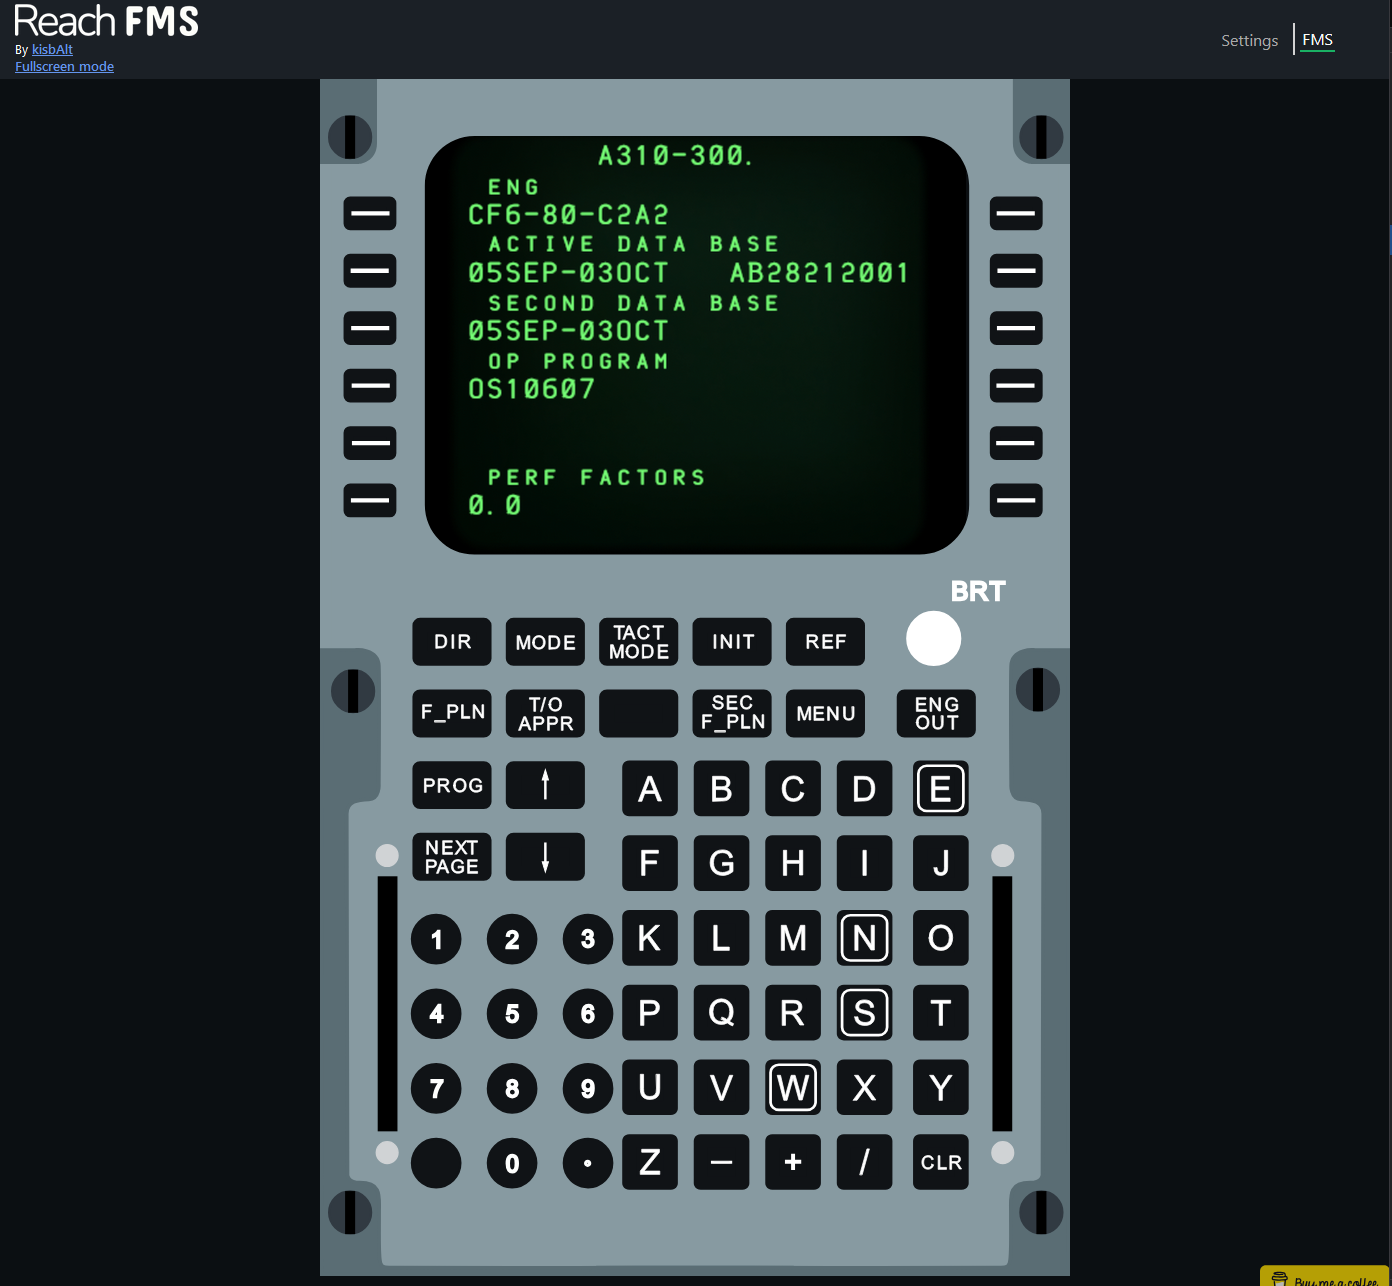 Reach FMS
By kisbAlt
Fullscreen mode
Settings FMS
A310-300.
ENG
CF6-80-C2A2
ACTIVE DATA BASE
05SEP-03OCT AB28212001
SECOND DATA BASE
05SEP-03OCT
OP PROGRAM
OS10607
PERF FACTORS
0.0
BRT
DIR MODE TACT MODE INIT REF
F_PLN T/O APPR SEC F_PLN MENU ENG OUT
PROG ↑ A B C D E
NEXT PAGE ↓ F G H I J
1 2 3 K L M N O
4 5 6 P Q R S T
7 8 9 U V W X Y
0 . Z – + / CLR
Buy me a coffee